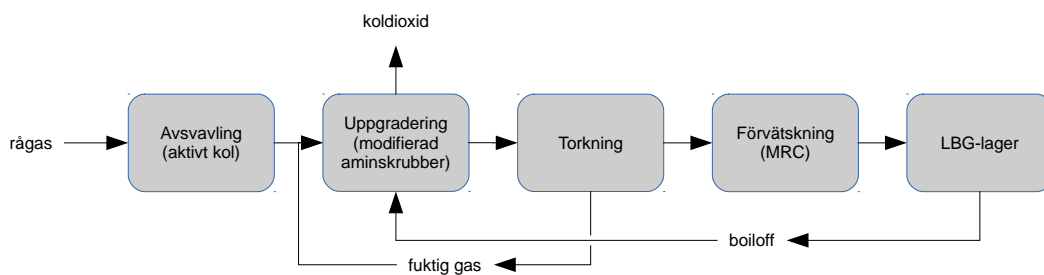 koldioxid
rågas
Avsvavling
(aktivt kol)
Uppgradering
(modifierad
aminskrubber)
Torkning
Förvätskning
(MRC)
LBG-lager
boiloff
fuktig gas